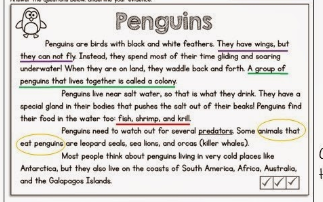 Answer the questions below. Underline your evidence.
Penguins
Penguins are birds with black and white feathers. They have wings, but
they can not fly. Instead, they spend most of their time gliding and soaring
underwater! When they are on land, they waddle back and forth. A group of
penguins that lives together is called a colony.
Penguins live near salt water, so that is what they drink. They have a
special gland in their bodies that pushes the salt out of their beaks! Penguins find
their food in the water too: fish, shrimp, and krill.
Penguins need to watch out for several predators. Some animals that
eat penguins are leopard seals, sea lions, and orcas (killer whales).
Most people think about penguins living in very cold places like
Antarctica, but they also live on the coasts of South America, Africa, Australia,
and the Galapagos Islands.